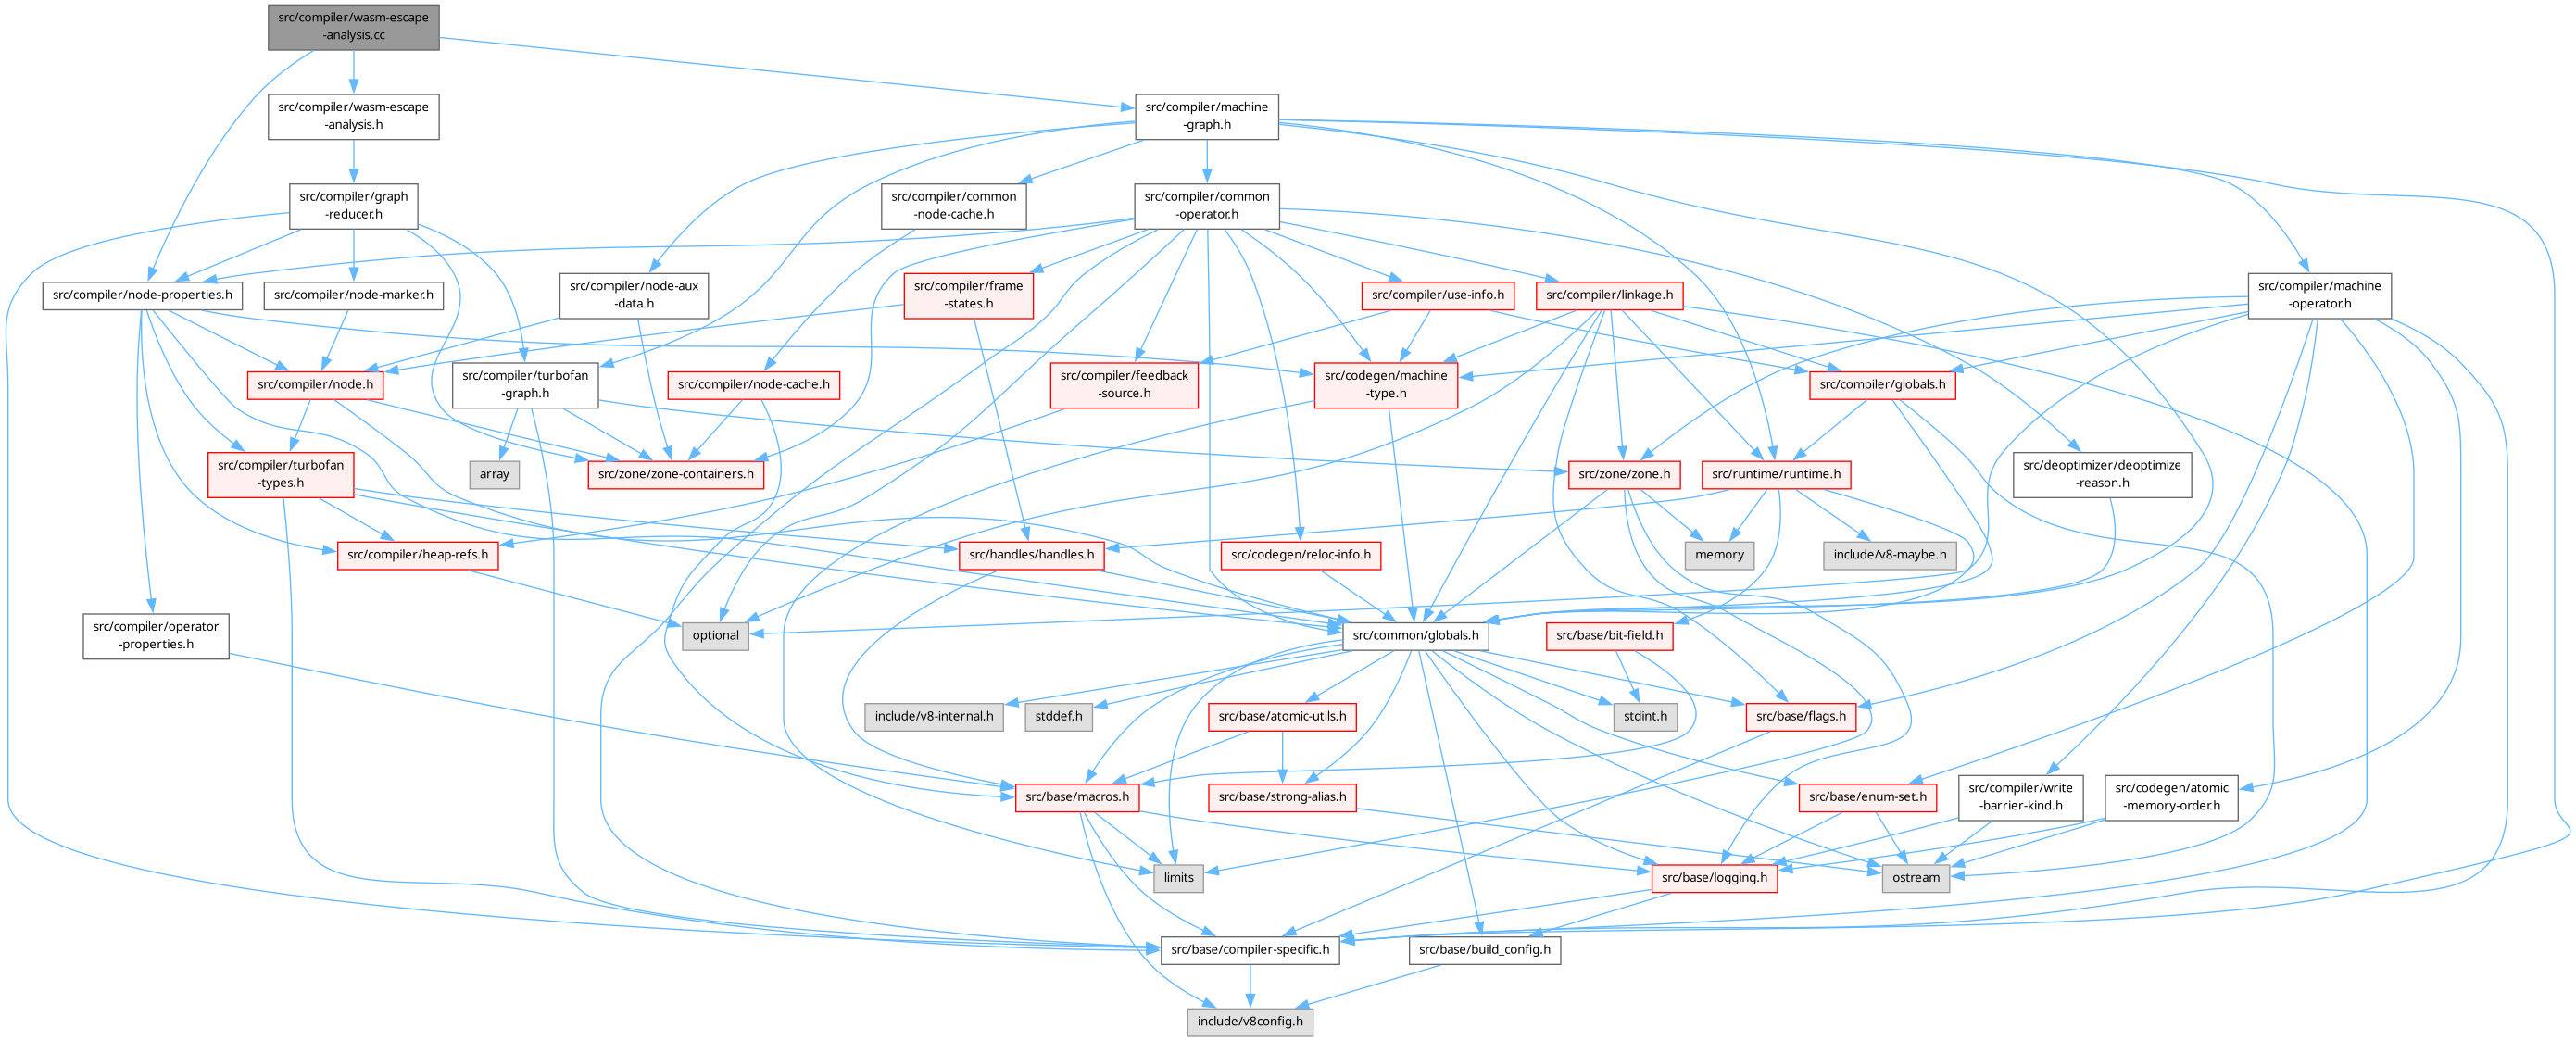 src/compiler/wasm-escape
-analysis.cc
src/compiler/wasm-escape
-analysis.h
src/compiler/machine
-graph.h
src/compiler/graph
-reducer.h
src/compiler/common
-node-cache.h
src/compiler/common
-operator.h
src/compiler/node-properties.h
src/compiler/node-marker.h
src/compiler/node-aux
-data.h
src/compiler/frame
-states.h
src/compiler/use-info.h
src/compiler/linkage.h
src/compiler/machine
-operator.h
src/compiler/node.h
src/compiler/turbofan
-graph.h
src/compiler/node-cache.h
src/compiler/feedback
-source.h
src/codegen/machine
-type.h
src/compiler/globals.h
src/compiler/turbofan
-types.h
array
src/zone/zone-containers.h
src/zone/zone.h
src/runtime/runtime.h
src/deoptimizer/deoptimize
-reason.h
src/compiler/heap-refs.h
src/handles/handles.h
src/codegen/reloc-info.h
memory
include/v8-maybe.h
src/compiler/operator
-properties.h
optional
src/common/globals.h
src/base/bit-field.h
include/v8-internal.h
stddef.h
src/base/atomic-utils.h
stdint.h
src/base/flags.h
src/base/macros.h
src/base/strong-alias.h
src/base/enum-set.h
src/compiler/write
-barrier-kind.h
src/codegen/atomic
-memory-order.h
limits
src/base/logging.h
ostream
src/base/compiler-specific.h
src/base/build_config.h
include/v8config.h